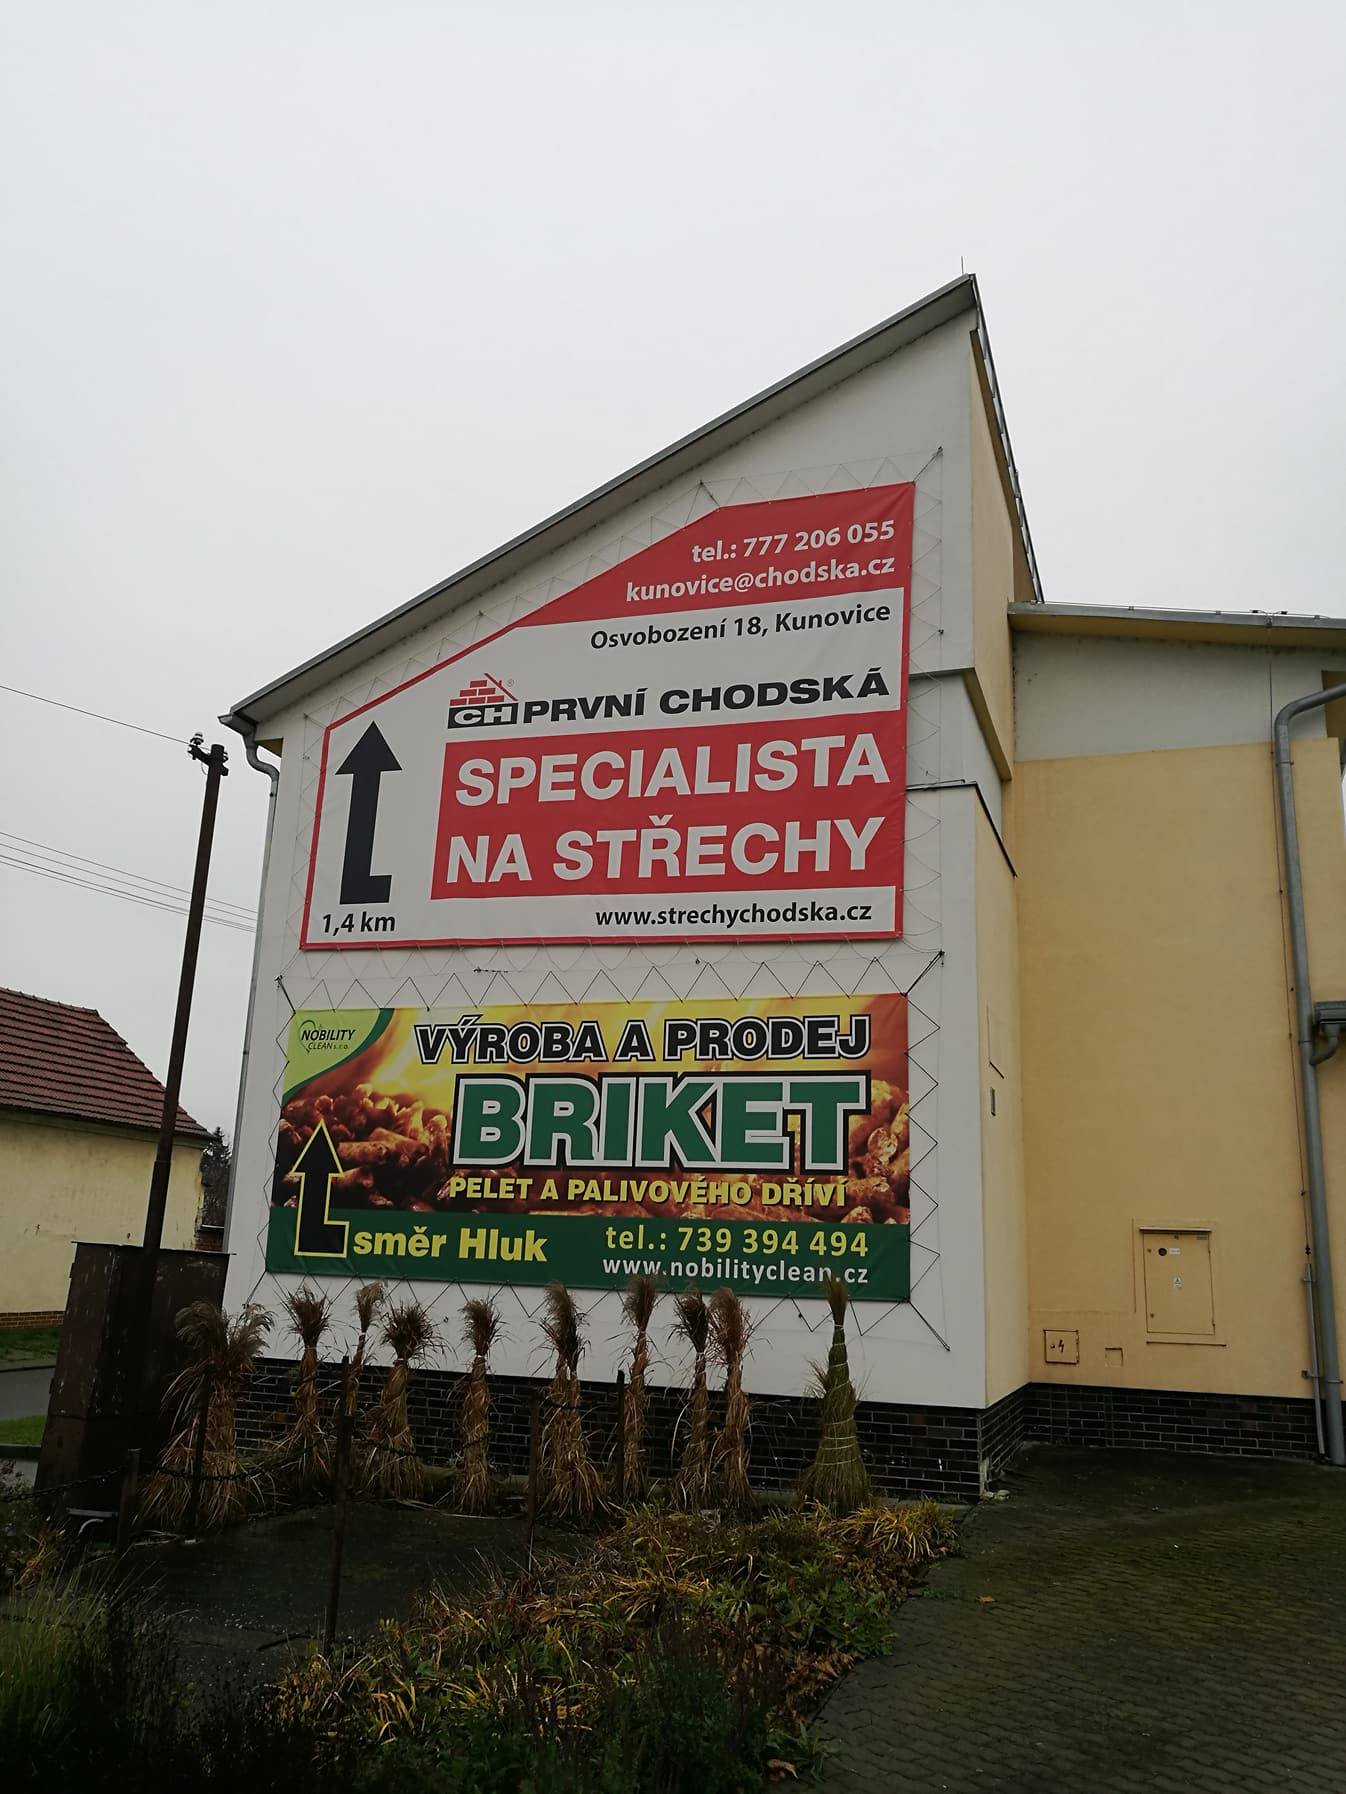 tel.: 777 206 055
kunovice@chodska.cz
Osvobození 18, Kunovice
CH® PRVNÍ CHODSKÁ
SPECIALISTA
NA STŘECHY
1,4 km
www.strechychodska.cz
NOBILITY
CLEAN s.r.o.
VÝROBA A PRODEJ
BRIKET
PELET A PALIVOVÉHO DŘÍVÍ
směr Hluk
tel.: 739 394 494
www.nobilityclean.cz